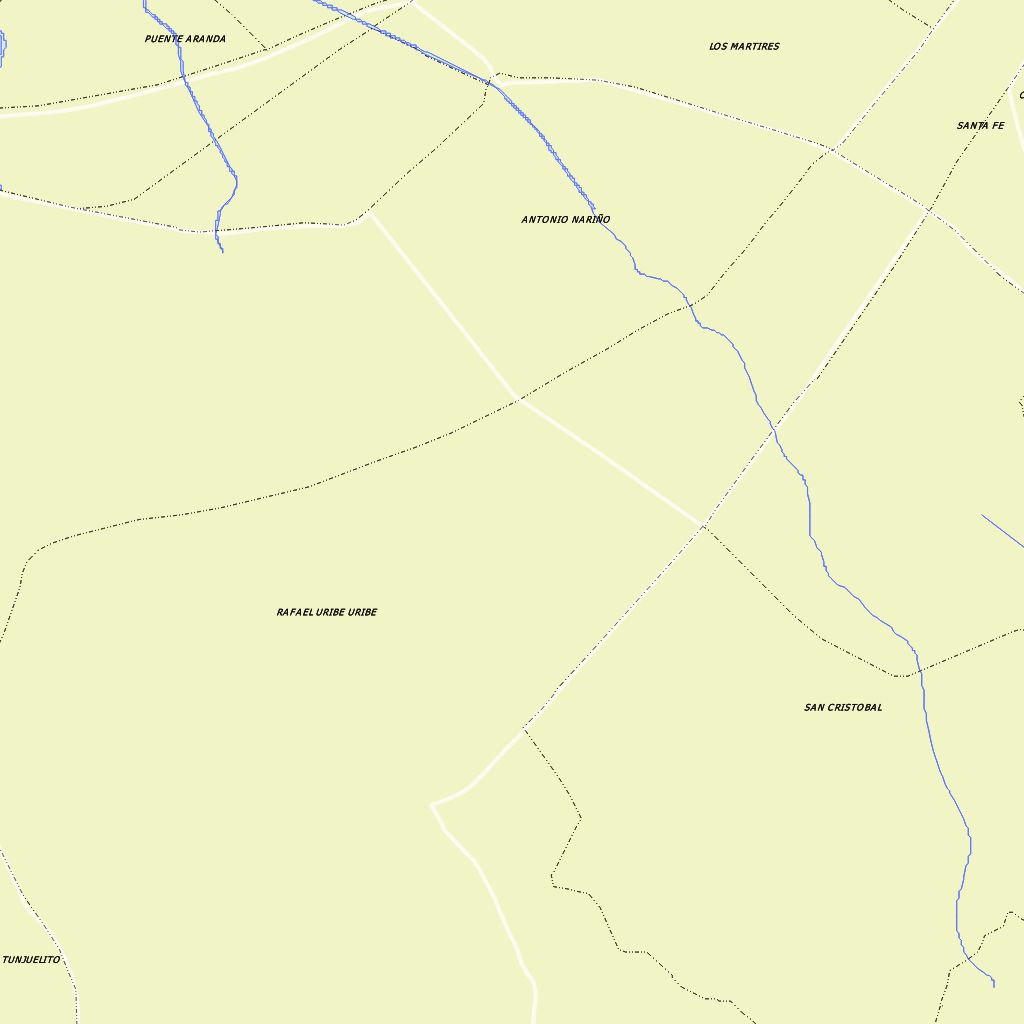 PUENTE ARANDA
LOS MARTIRES
SANTA FE
ANTONIO NARIÑO
RAFAEL URIBE URIBE
SAN CRISTOBAL
TUNJUELITO